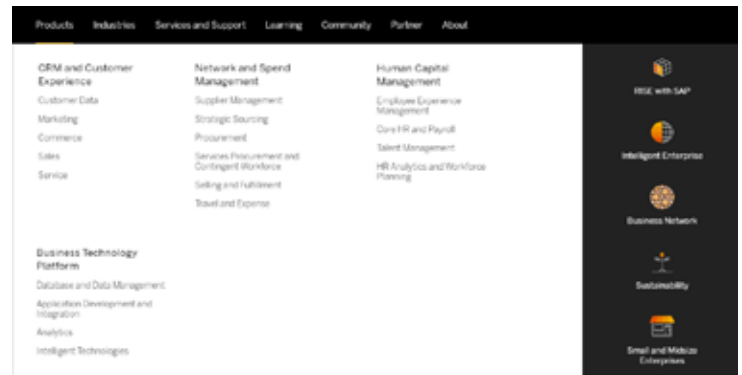 Products Industries Services and Support Learning Community Partner About
CRM and Customer
Experience
Customer Data
Marketing
Commerce
Sales
Service
Network and Spend
Management
Supplier Management
Strategic Sourcing
Procurement
Services Procurement and
Contingent Workforce
Selling and Fulfillment
Travel and Expense
Human Capital
Management
Employee Experience
Management
Core HR and Payroll
Talent Management
HR Analytics and Workforce
Planning
Business Technology
Platform
Database and Data Management
Application Development and
Integration
Analytics
Intelligent Technologies
RISE with SAP
Intelligent Enterprise
Business Network
Sustainability
Small and Midsize
Enterprises